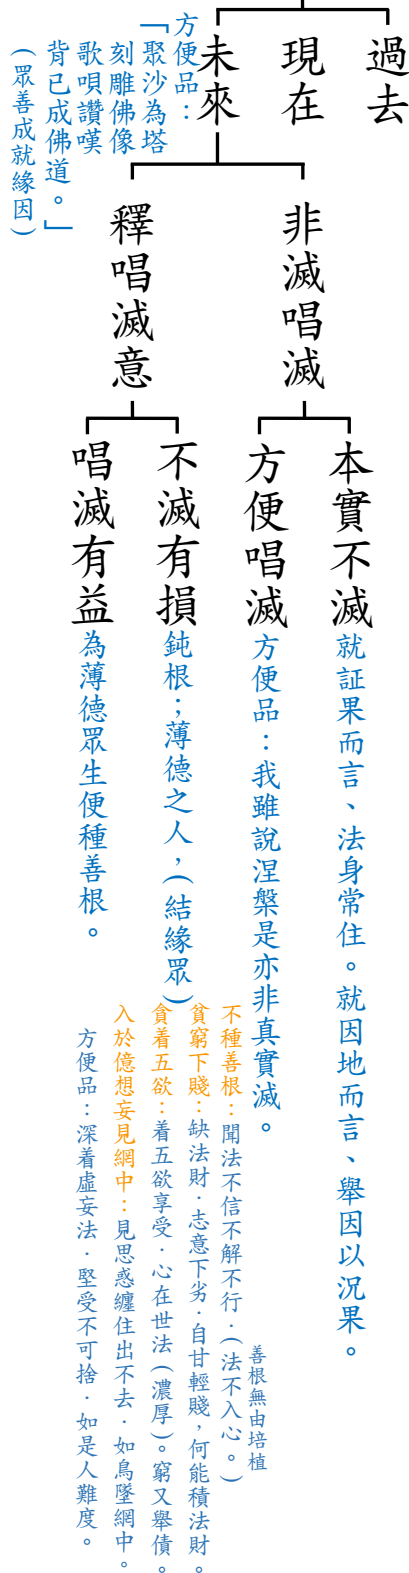 過去
現在
未來
方便品：
「聚沙為塔
刻雕佛像
歌唄讚嘆
背已成佛道。」
(眾善成就緣因)
非滅唱滅
釋唱滅意
本實不滅
就証果而言、法身常住。就因地而言、舉因以況果。
方便唱滅
方便品：我雖說涅槃是亦非真實滅。
不滅有損
鈍根；薄德之人，(結緣眾)
不種善根：聞法不信不解不行．(法不入心。)
善根無由培植
貧窮下賤：缺法財．志意下劣．自甘輕賤，何能積法財。
貪着五欲：着五欲享受．心在世法(濃厚)。窮又舉債。
入於億想妄見網中：見思惑纏住出不去．如鳥墜網中。
方便品：深着虛妄法．堅受不可捨．如是人難度。
唱滅有益
為薄德眾生便種善根。